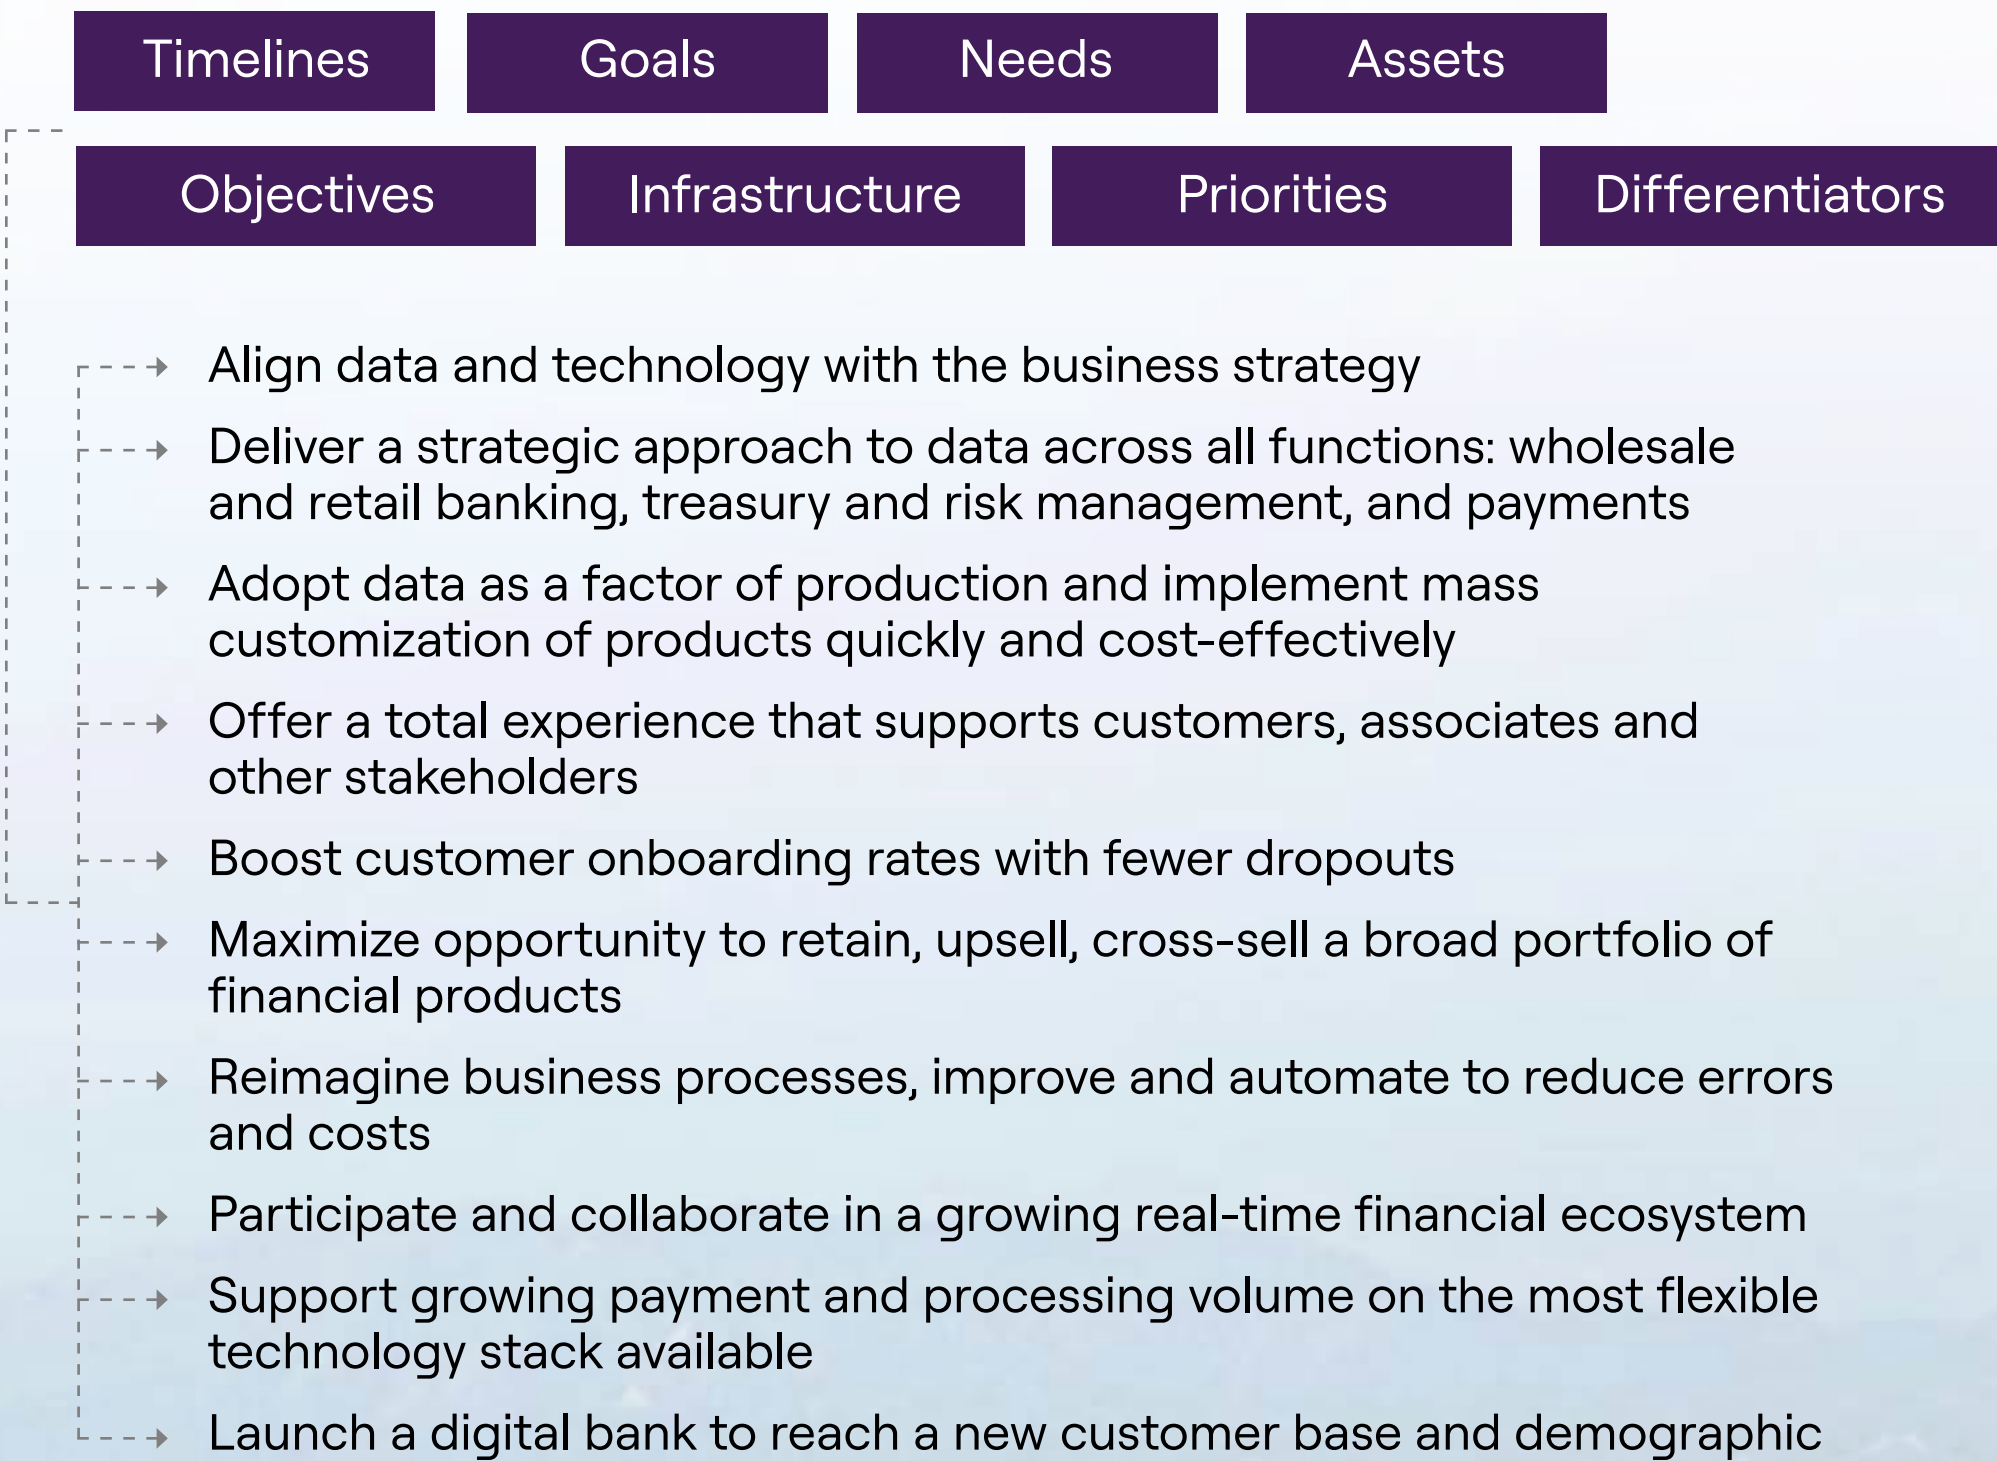 Timelines Goals Needs Assets
Objectives Infrastructure Priorities Differentiators
Align data and technology with the business strategy
Deliver a strategic approach to data across all functions: wholesale
and retail banking, treasury and risk management, and payments
Adopt data as a factor of production and implement mass
customization of products quickly and cost-effectively
Offer a total experience that supports customers, associates and
other stakeholders
Boost customer onboarding rates with fewer dropouts
Maximize opportunity to retain, upsell, cross-sell a broad portfolio of
financial products
Reimagine business processes, improve and automate to reduce errors
and costs
Participate and collaborate in a growing real-time financial ecosystem
Support growing payment and processing volume on the most flexible
technology stack available
Launch a digital bank to reach a new customer base and demographic